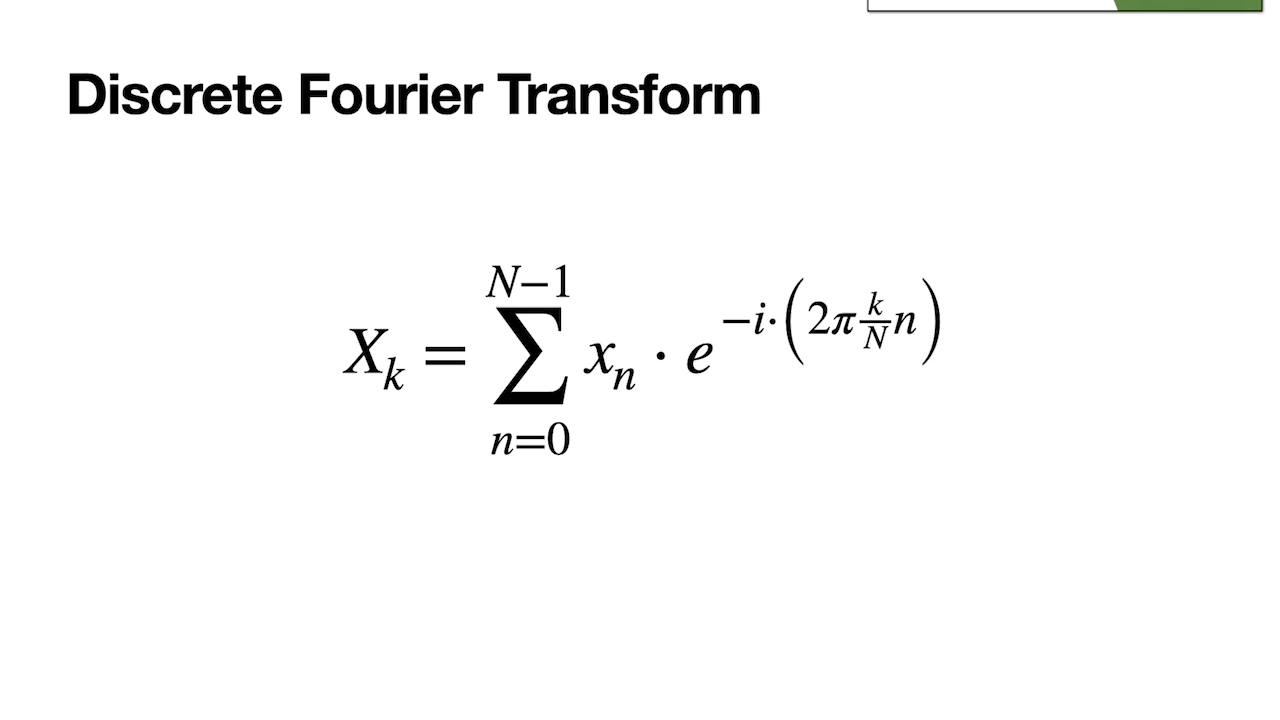 Discrete Fourier Transform
X_k = \sum_{n=0}^{N-1} x_n \cdot e^{-i \cdot \left(2\pi \frac{k}{N} n\right)}